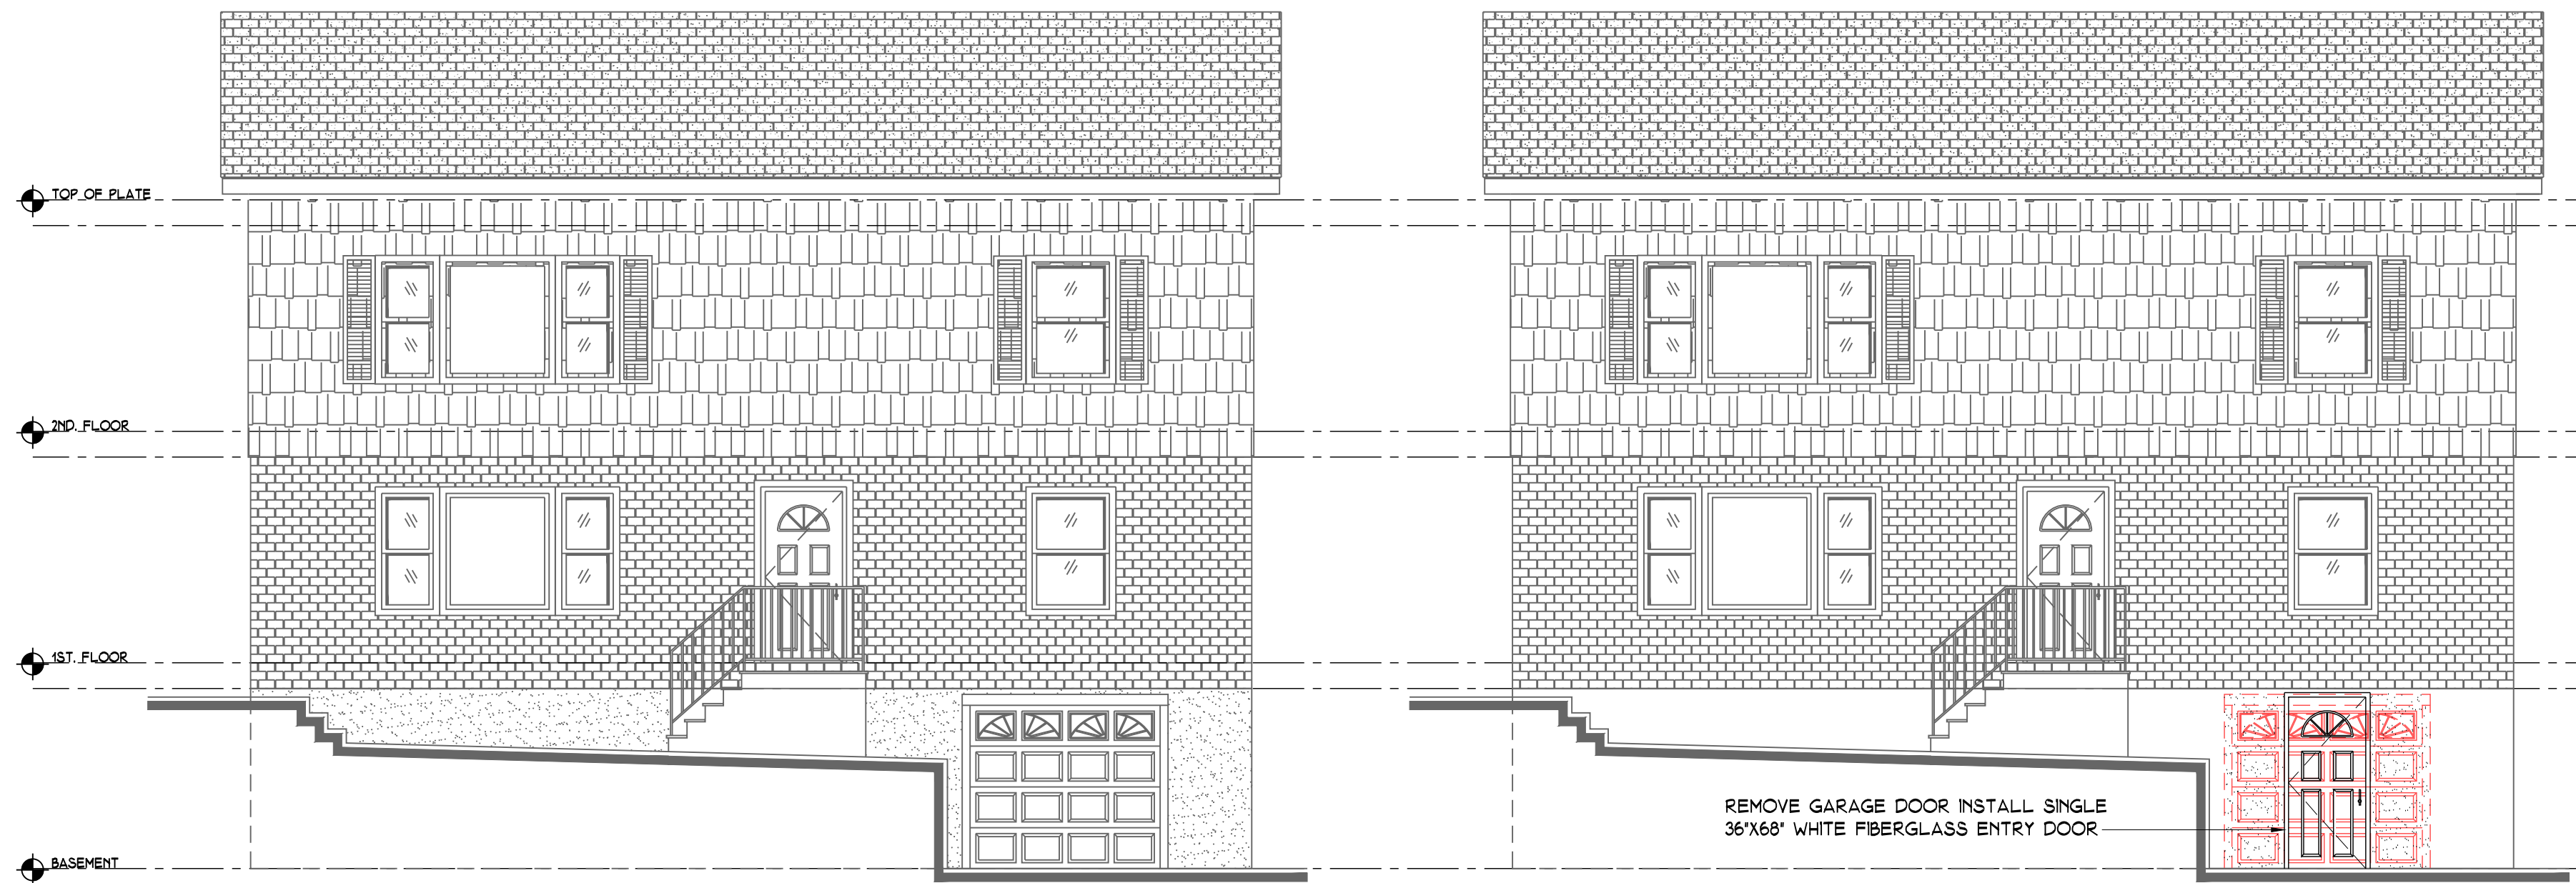 TOP OF PLATE
2ND. FLOOR
1ST. FLOOR
REMOVE GARAGE DOOR INSTALL SINGLE
36"X68" WHITE FIBERGLASS ENTRY DOOR
BASEMENT